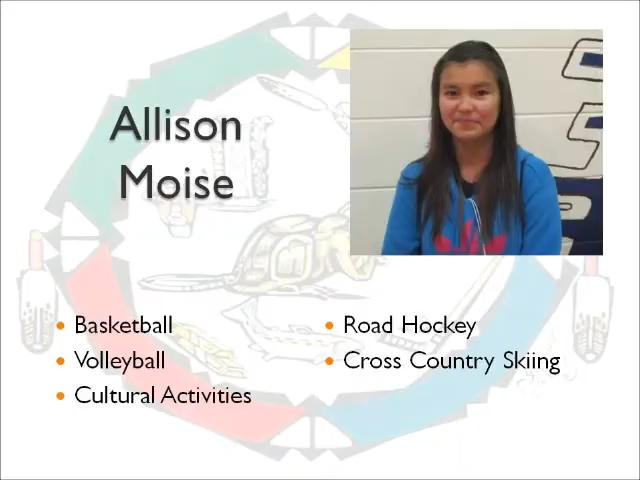 Allison
Moise
Basketball
Volleyball
Cultural Activities
Road Hockey
Cross Country Skiing